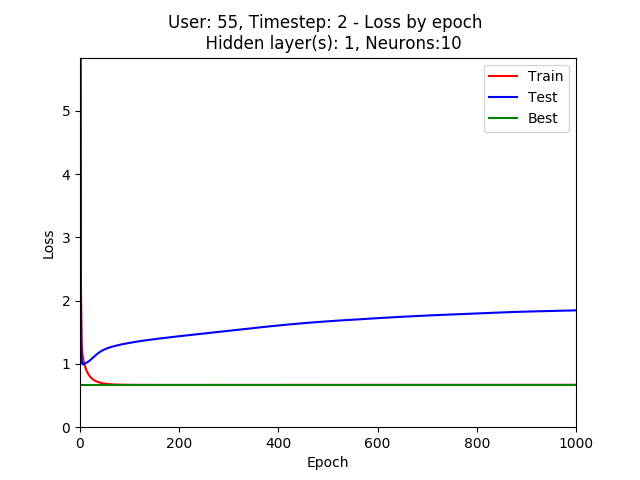 User: 55, Timestep: 2 - Loss by epoch
Hidden layer(s): 1, Neurons:10
Train
Test
Best
5
4
3
2
1
0
Loss
0
200
400
600
800
1000
Epoch